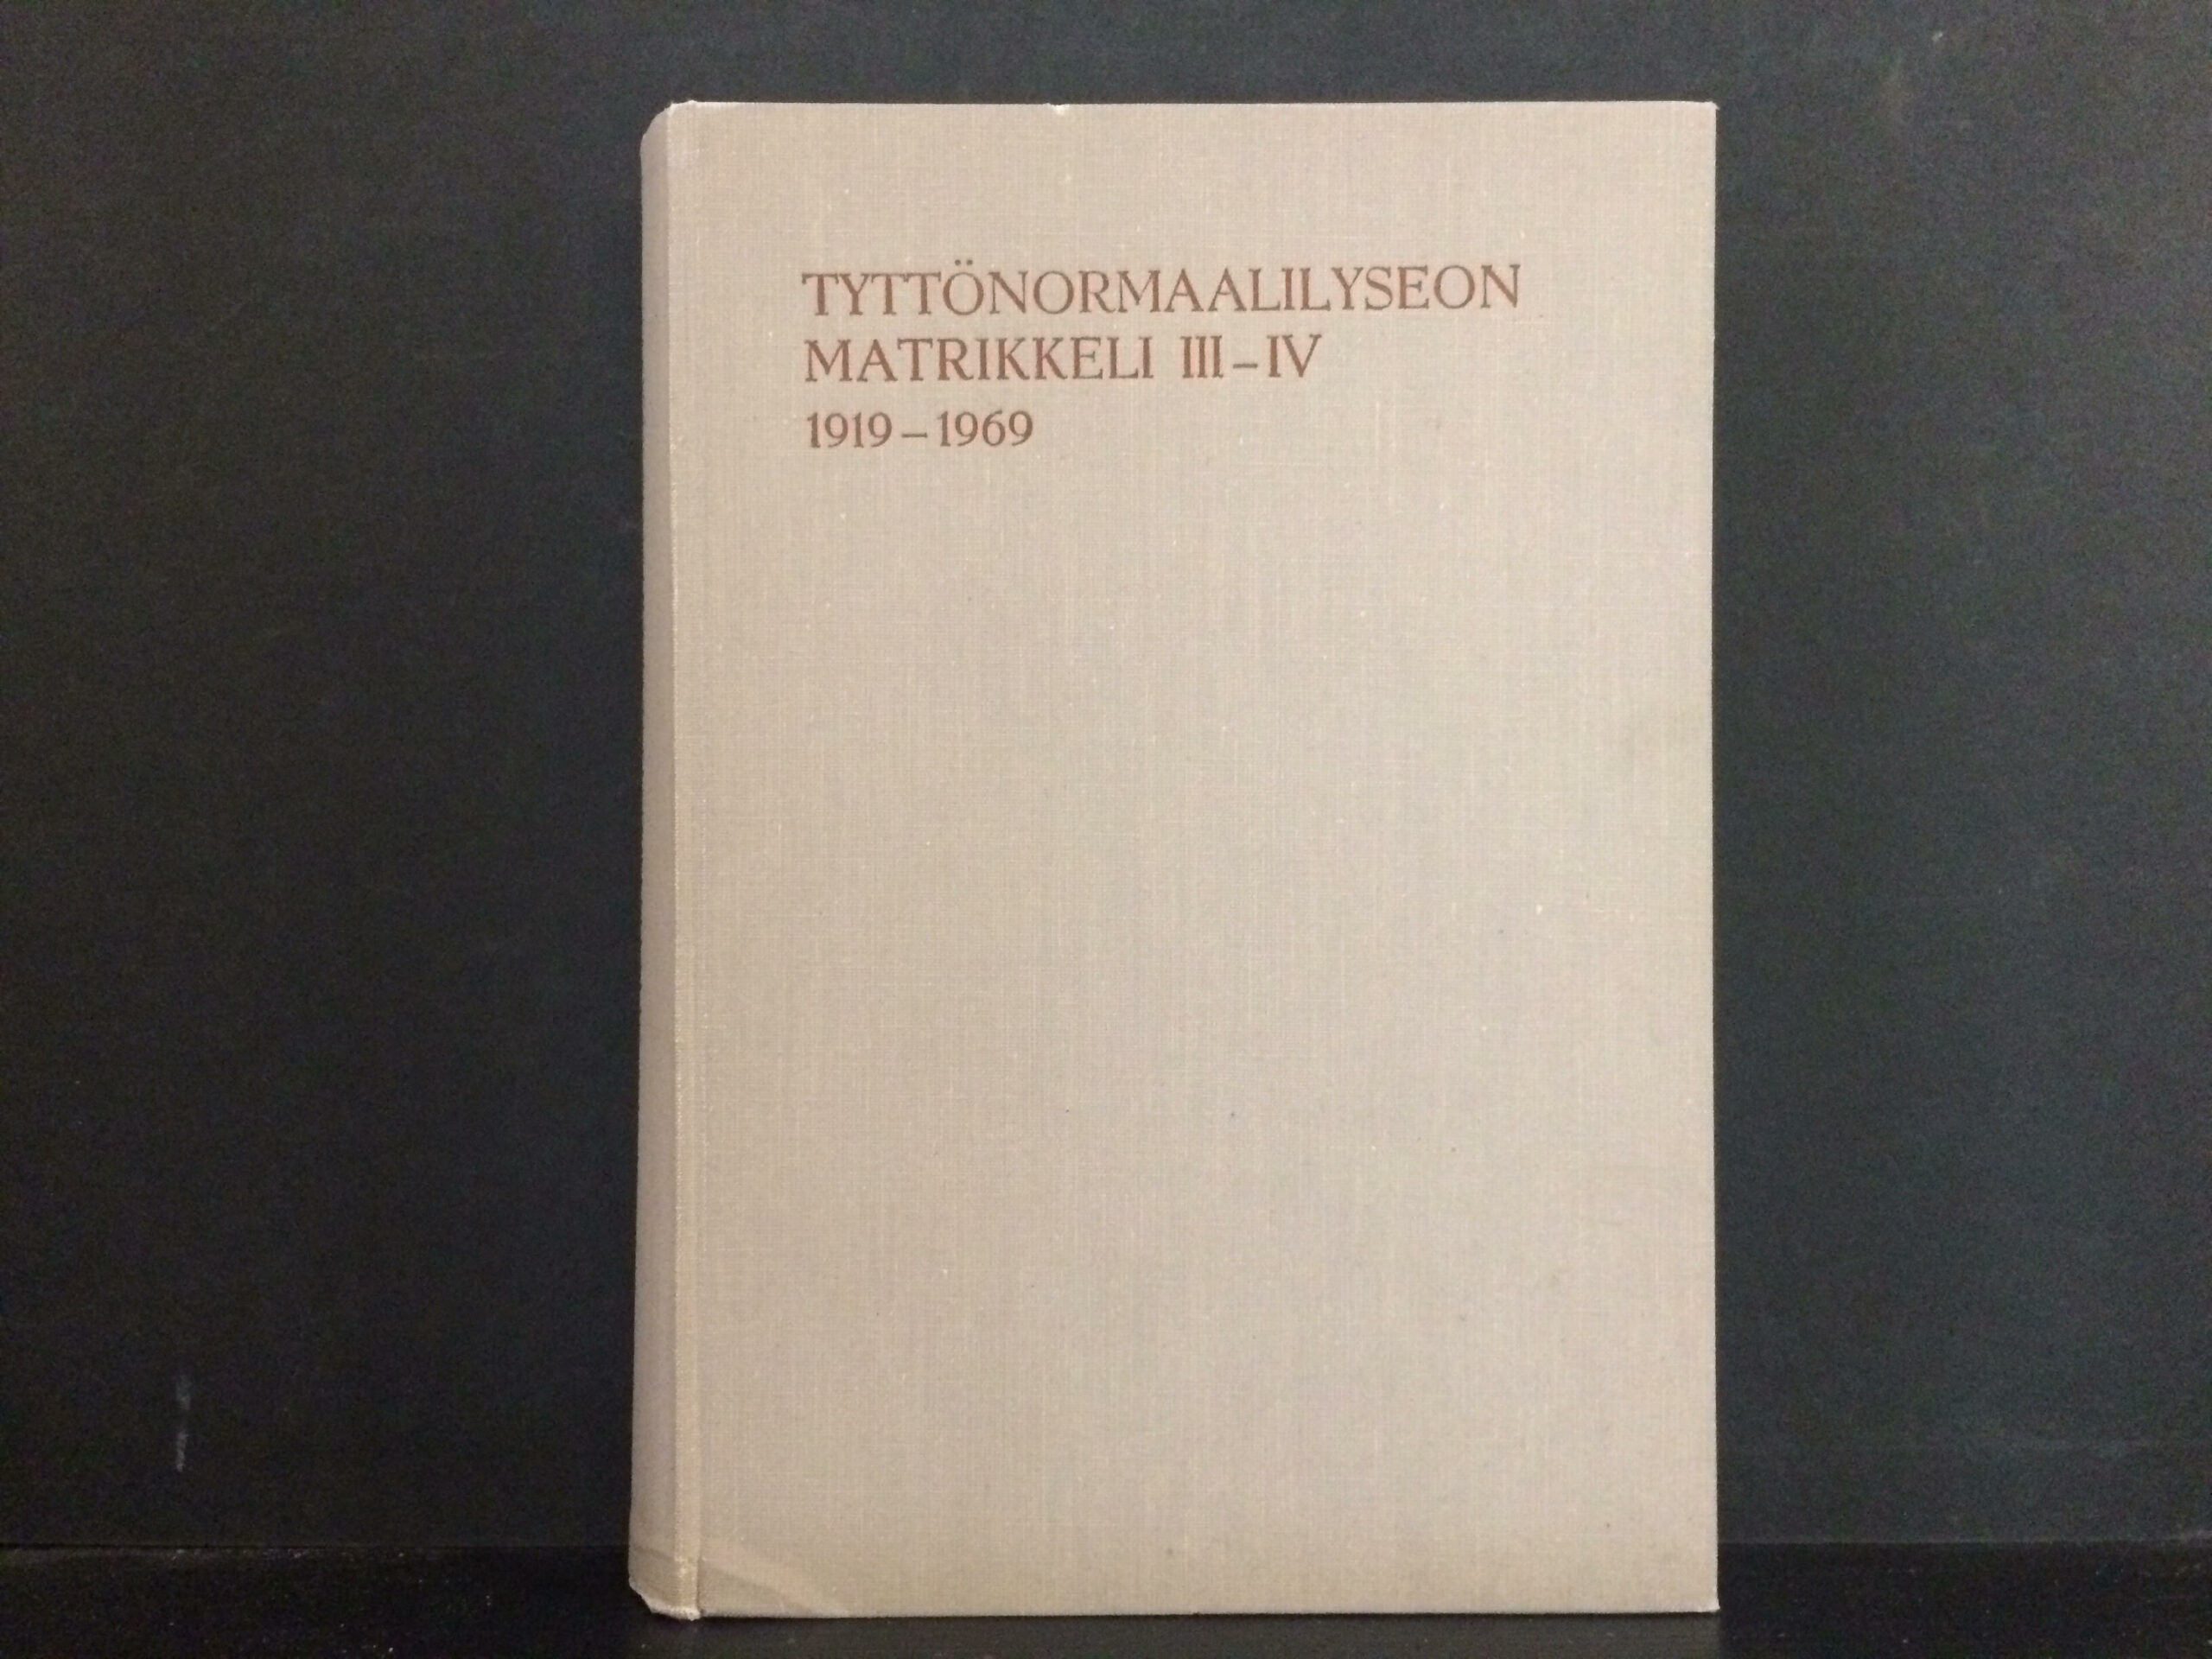 TYTTÖNORMAALILYSEON
MATRIKKELI III–IV
1919–1969